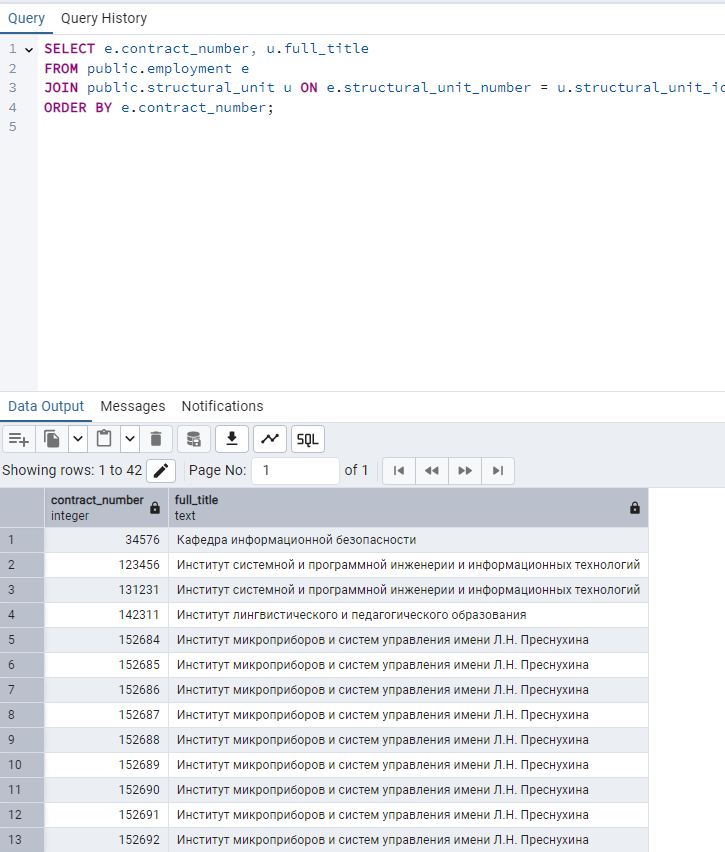 Query Query History
1 SELECT e.contract_number, u.full_title
2 FROM public.employment e
3 JOIN public.structural_unit u ON e.structural_unit_number = u.
4 ORDER BY e.contract_number;
5
Data Output Messages Notifications
SQL
Showing rows: 1 to 42 Page No: 1 of 1
contract_number full_title
integer text
1 34576 Кафедра информационной безопасности
2 123456 Институт системной и программной инженерии и информационных технологий
3 131231 Институт системной и программной инженерии и информационных технологий
4 142311 Институт лингвистического и педагогического образования
5 152684 Институт микроприборов и систем управления имени Л.Н. Преснухина
6 152685 Институт микроприборов и систем управления имени Л.Н. Преснухина
7 152686 Институт микроприборов и систем управления имени Л.Н. Преснухина
8 152687 Институт микроприборов и систем управления имени Л.Н. Преснухина
9 152688 Институт микроприборов и систем управления имени Л.Н. Преснухина
10 152689 Институт микроприборов и систем управления имени Л.Н. Преснухина
11 152690 Институт микроприборов и систем управления имени Л.Н. Преснухина
12 152691 Институт микроприборов и систем управления имени Л.Н. Преснухина
13 152692 Институт микроприборов и систем управления имени Л.Н. Преснухина